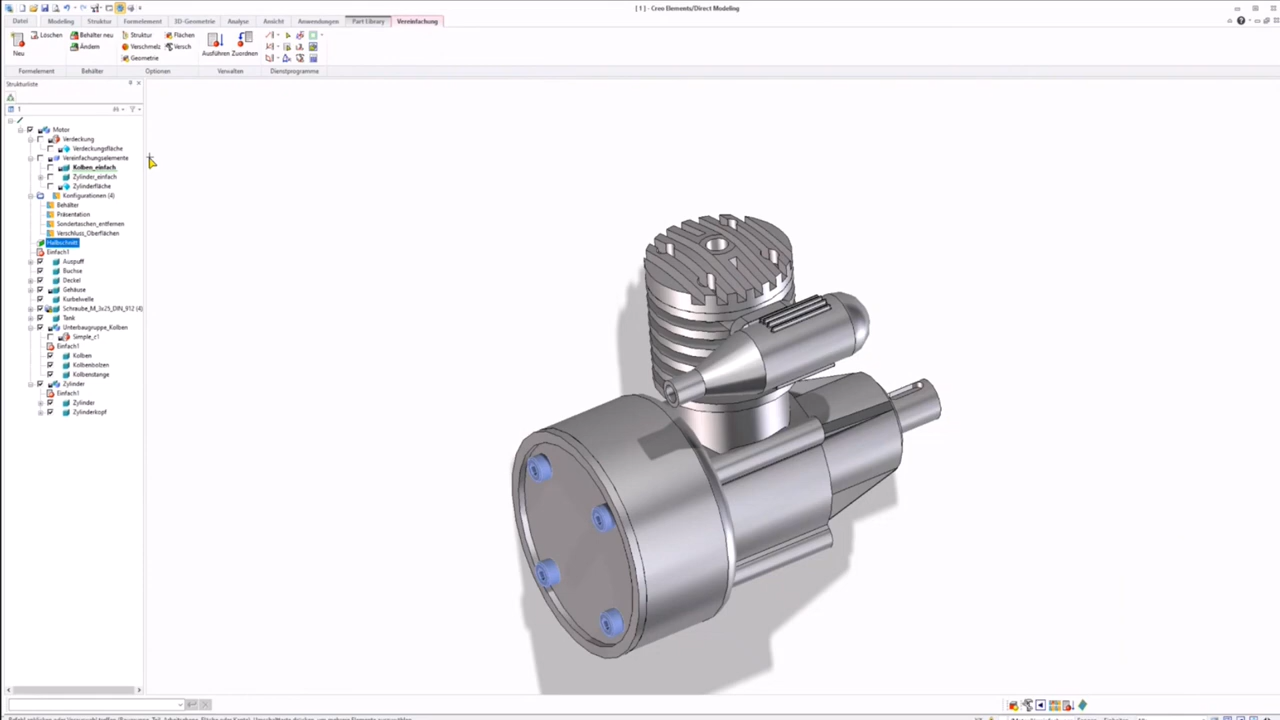 [ 1 ] - Creo Elements/Direct Modeling
Datei Modeling Struktur Formelement 3D-Geometrie Analyse Ansicht Anwendungen Part Library Vereinfachung
Neu Löschen Behälter neu Struktur Flächen Ausführen Zuordnen
Ändern Verschmelz Versch
Geometrie
Formelement Behälter Optionen Verwalten Dienstprogramme
Strukturliste
1
Motor
Verdeckung
Verdeckungsfläche
Vereinfachungselemente
Kolben_einfach
Zylinder_einfach
Zylinderfläche
Konfigurationen (4)
Behälter
Präsentation
Sondertaschen_entfernen
Verschluss_Oberflächen
Halbschnitt
Einfach1
Auspuff
Buchse
Deckel
Gehäuse
Kurbelwelle
Schraube_M_3x25_DIN_912 (4)
Tank
Unterbaugruppe_Kolben
Simple_c1
Einfach1
Kolben
Kolbenbolzen
Kolbenstange
Zylinder
Einfach1
Zylinder
Zylinderkopf